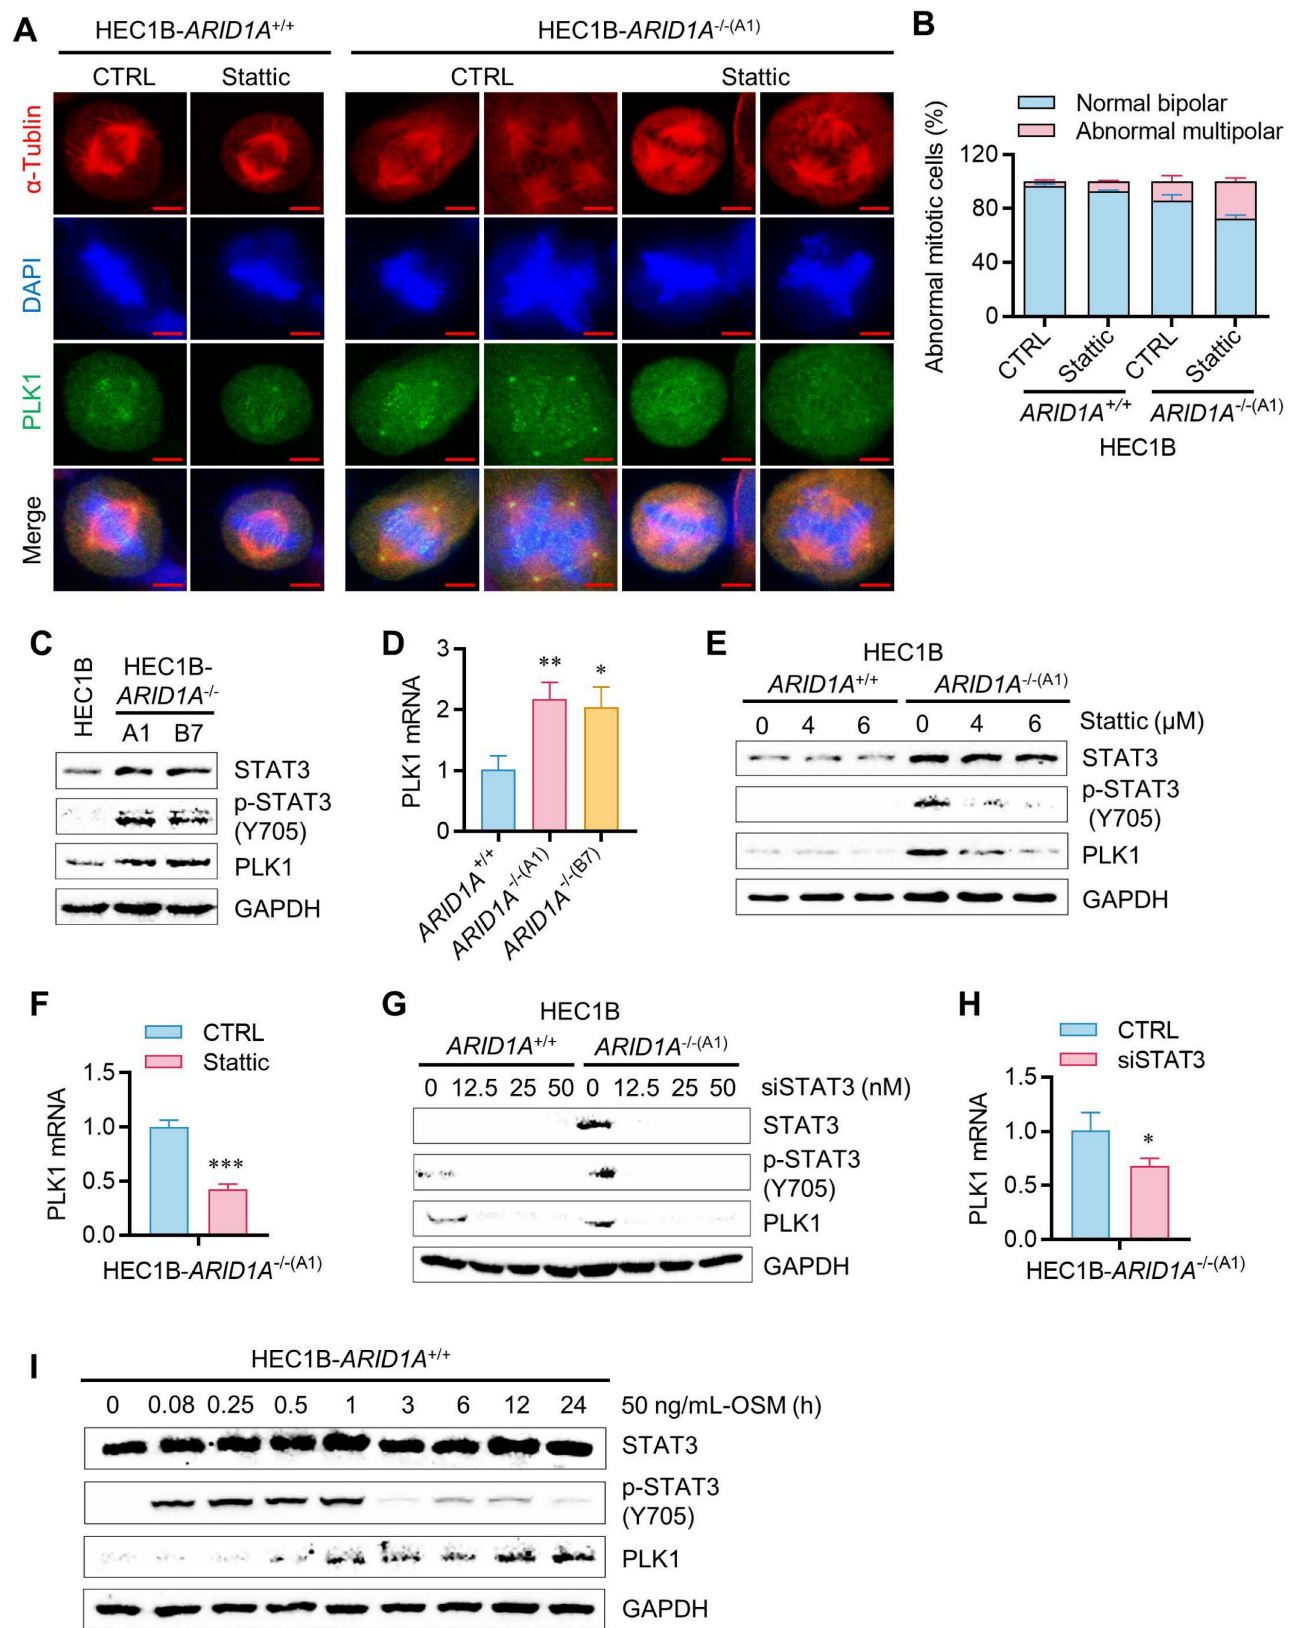 A
HEC1B-ARID1A+/+
HEC1B-ARID1A-/-(A1)
CTRL
Stattic
CTRL
Stattic
α-Tublin
DAPI
PLK1
Merge
B
Normal bipolar
Abnormal multipolar
Abnormal mitotic cells (%)
120
80
40
0
CTRL
Stattic
CTRL
Stattic
ARID1A+/+
ARID1A-/-(A1)
HEC1B
C
HEC1B
HEC1B-
ARID1A-/-
A1 B7
STAT3
p-STAT3
(Y705)
PLK1
GAPDH
D
PLK1 mRNA
3
2
1
0
**
*
ARID1A+/+
ARID1A-/-(A1)
ARID1A-/-(B7)
E
HEC1B
ARID1A+/+
ARID1A-/-(A1)
0 4 6 0 4 6 Stattic (μM)
STAT3
p-STAT3
(Y705)
PLK1
GAPDH
F
CTRL
Stattic
PLK1 mRNA
1.5
1.0
0.5
0.0
***
HEC1B-ARID1A-/-(A1)
G
HEC1B
ARID1A+/+
ARID1A-/-(A1)
0 12.5 25 50 0 12.5 25 50 siSTAT3 (nM)
STAT3
p-STAT3
(Y705)
PLK1
GAPDH
H
CTRL
siSTAT3
PLK1 mRNA
1.5
1.0
0.5
0.0
*
HEC1B-ARID1A-/-(A1)
I
HEC1B-ARID1A+/+
0 0.08 0.25 0.5 1 3 6 12 24 50 ng/mL-OSM (h)
STAT3
p-STAT3
(Y705)
PLK1
GAPDH